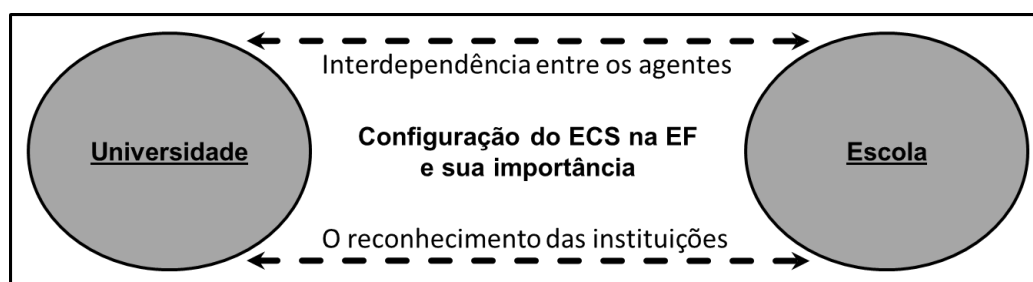 Interdependência entre os agentes
Universidade
Configuração do ECS na EF
e sua importância
Escola
O reconhecimento das instituições